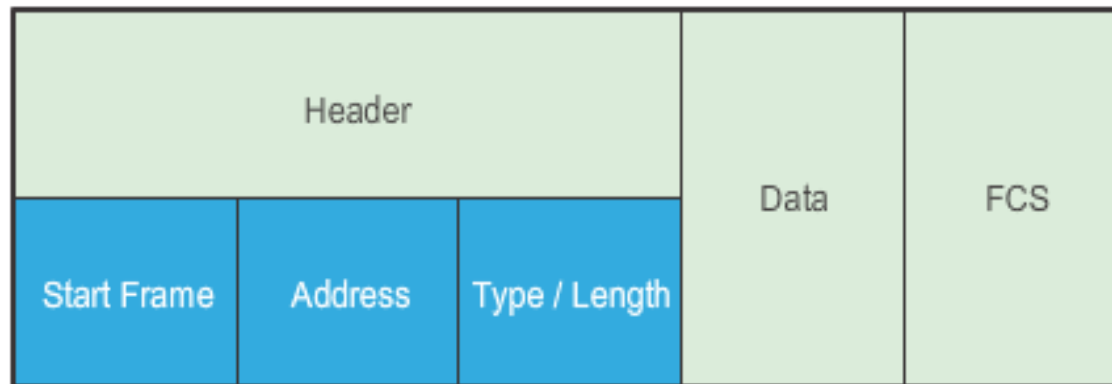 Header
Data
FCS
Start Frame
Address
Type / Length